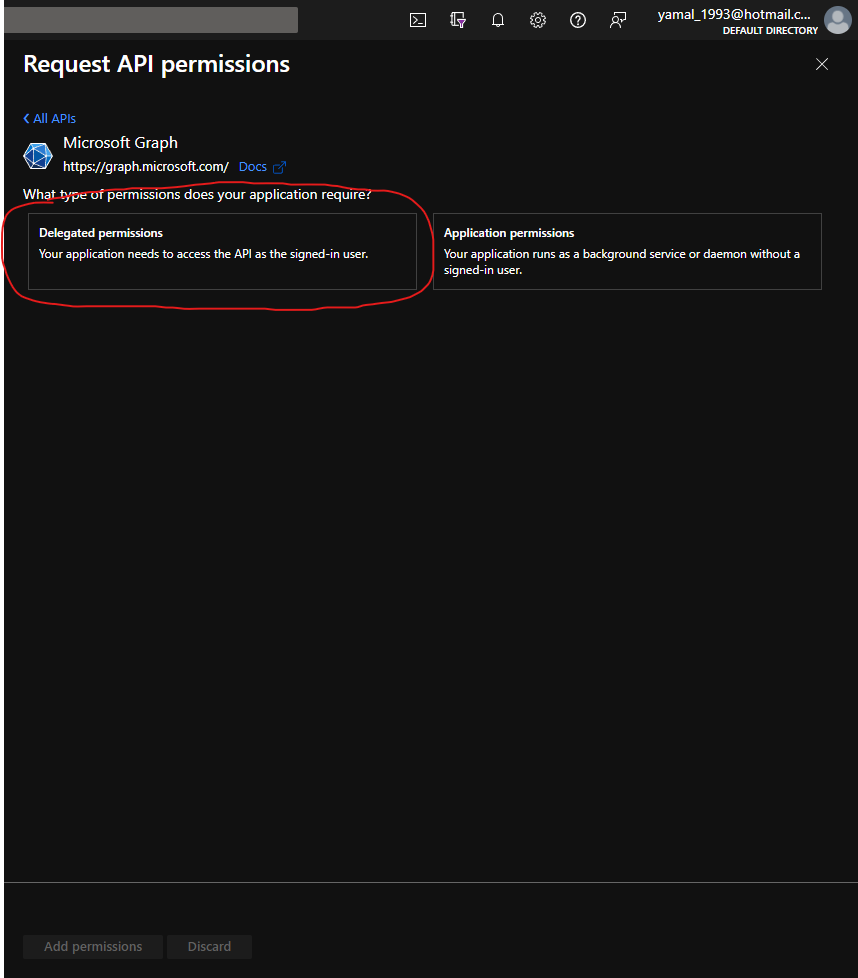 yamal_1993@hotmail.c...
DEFAULT DIRECTORY
Request API permissions
All APIs
Microsoft Graph
https://graph.microsoft.com/ Docs
What type of permissions does your application require?
Delegated permissions
Your application needs to access the API as the signed-in user.
Application permissions
Your application runs as a background service or daemon without a
signed-in user.
Add permissions
Discard